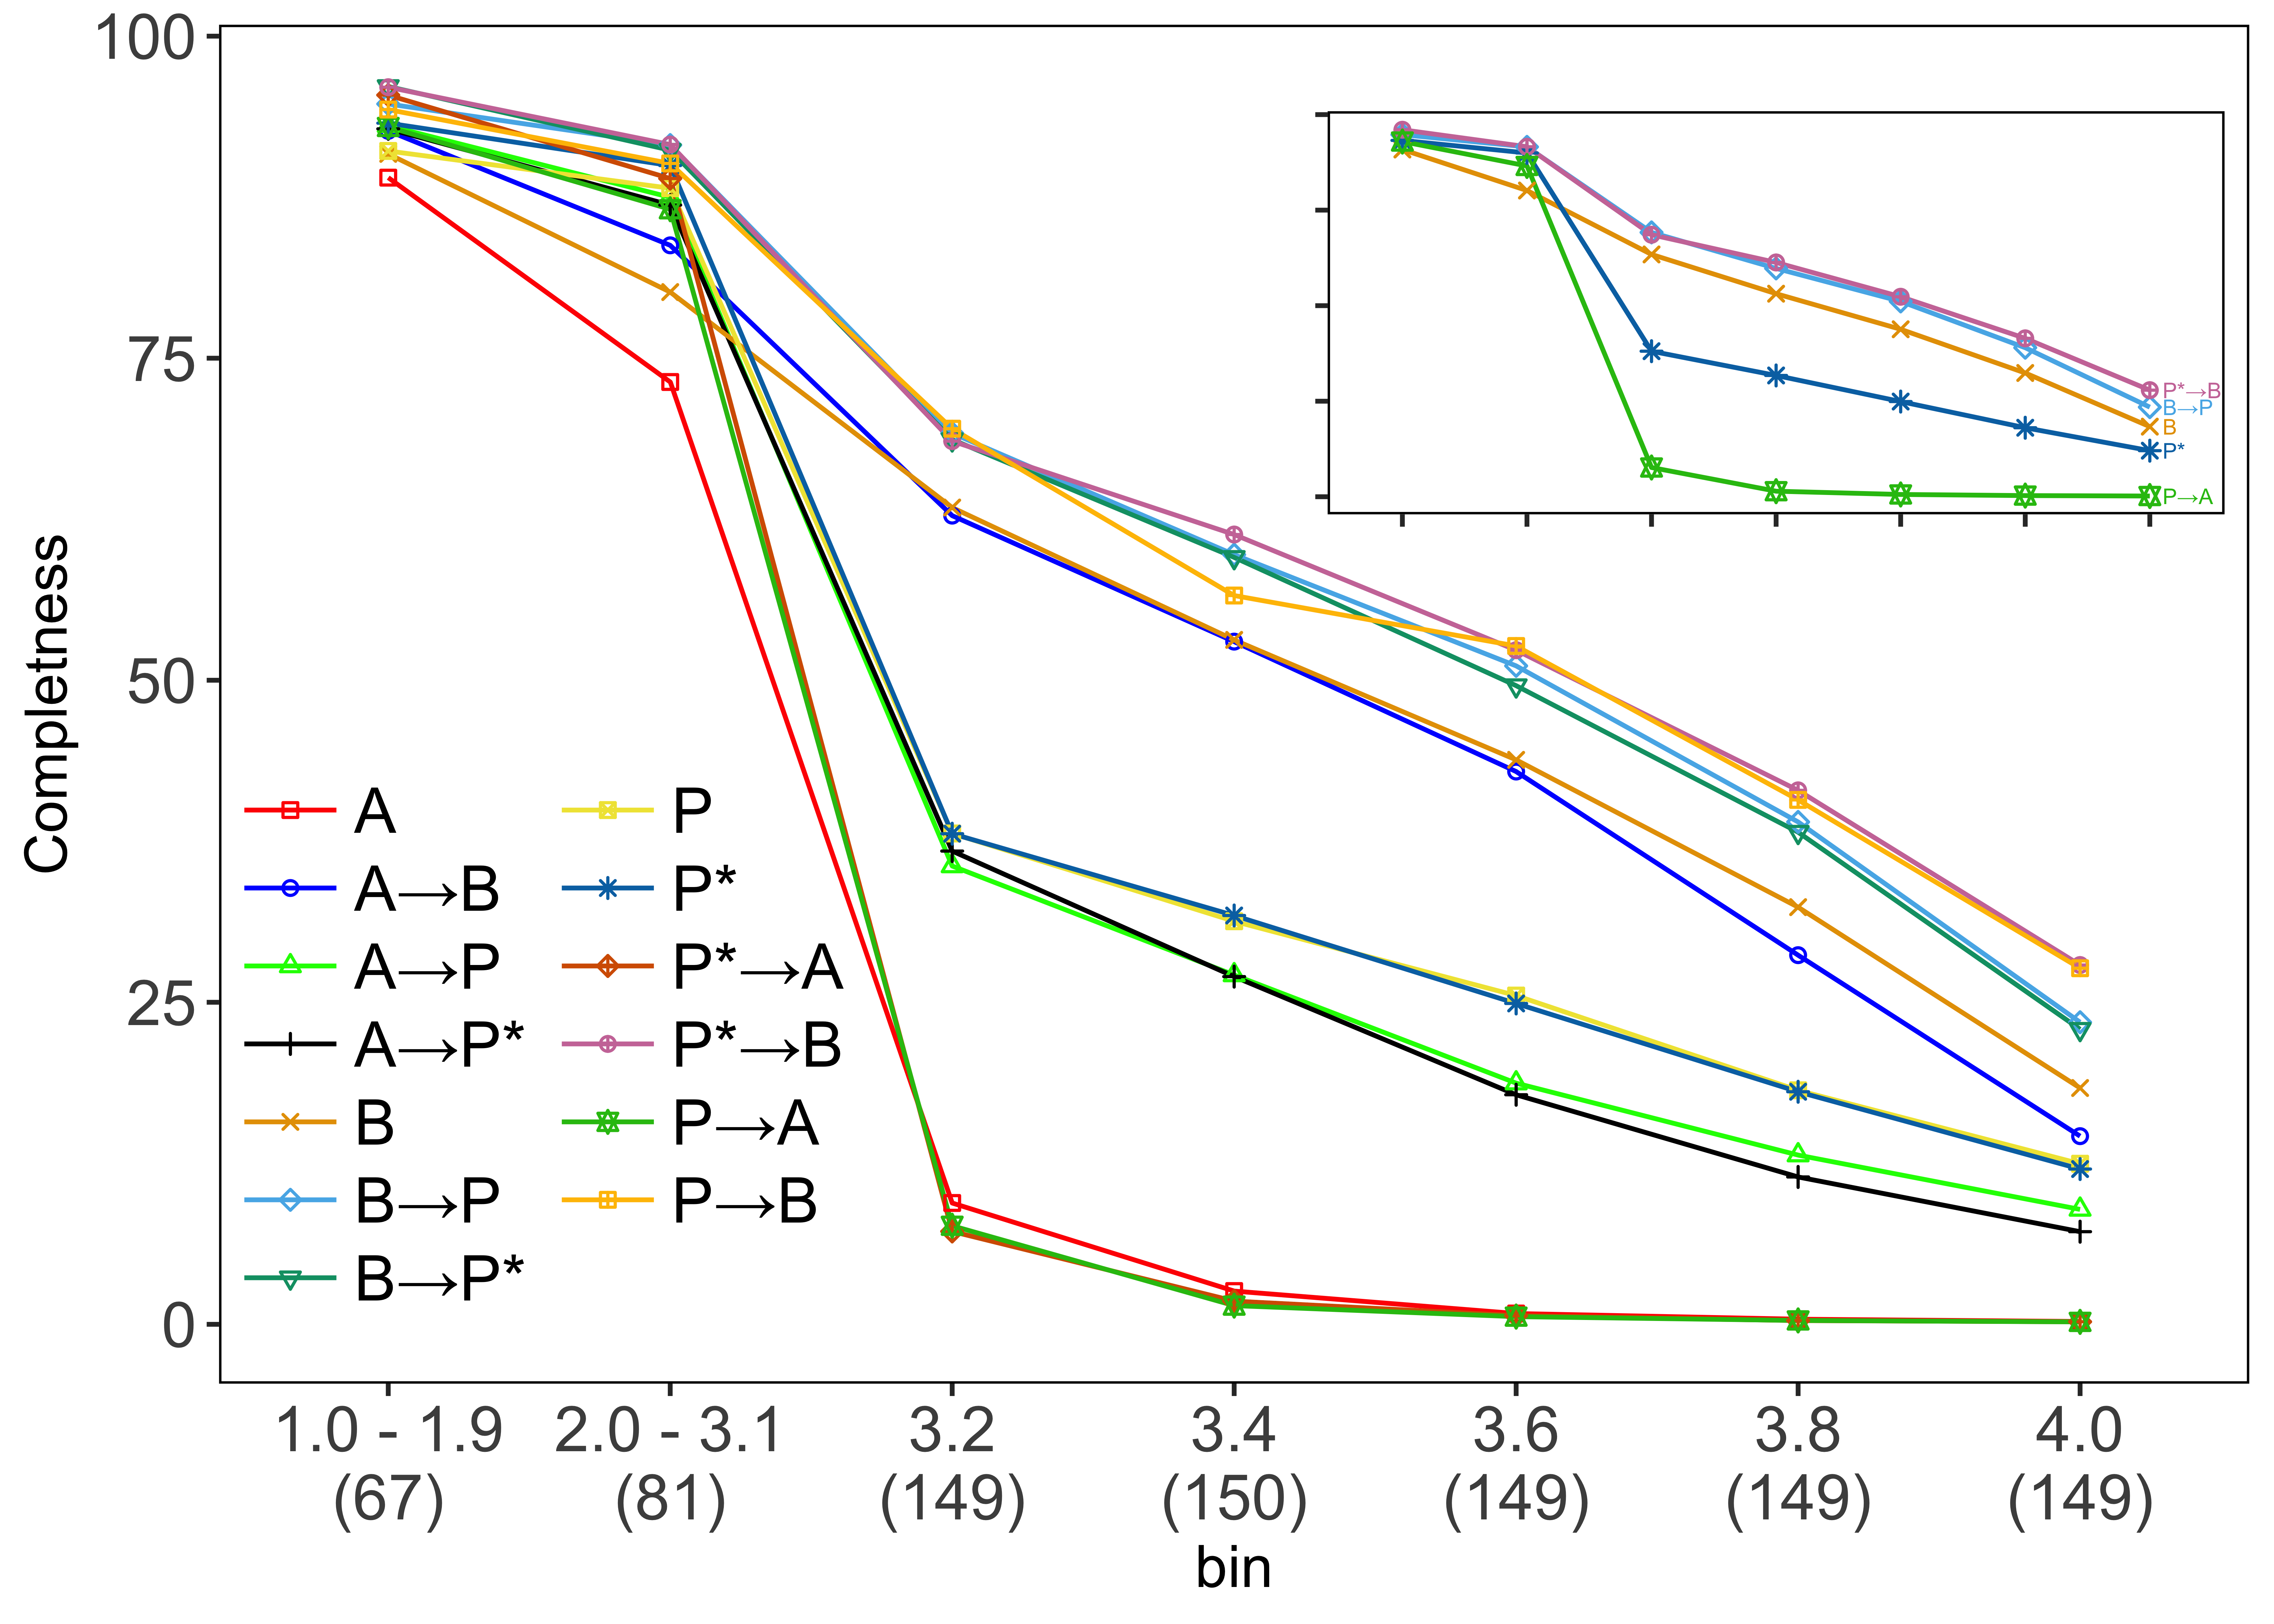 100
75
50
25
0
Completness
A
A→B
A→P
A→P*
B
B→P
B→P*
P
P*
P*→A
P*→B
P→A
P→B
P*→B
B→P
B
P*
P→A
1.0 - 1.9 2.0 - 3.1 3.2 3.4 3.6 3.8 4.0
(67) (81) (149) (150) (149) (149) (149)
bin